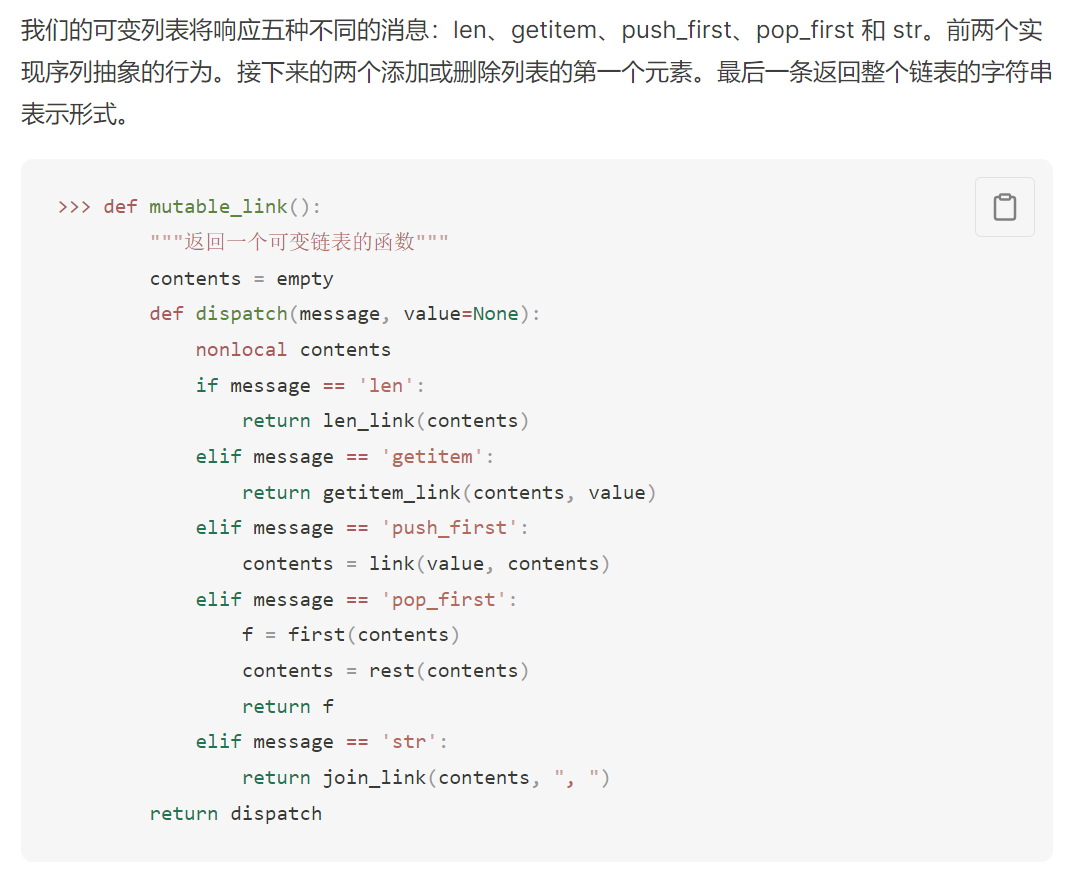 我们的可变列表将响应五种不同的消息：len、getitem、push_first、pop_first 和 str。前两个实
现序列抽象的行为。接下来的两个添加或删除列表的第一个元素。最后一条返回整个链表的字符串
表示形式。
>>> def mutable_link():
        """返回一个可变链表的函数"""
        contents = empty
        def dispatch(message, value=None):
            nonlocal contents
            if message == 'len':
                return len_link(contents)
            elif message == 'getitem':
                return getitem_link(contents, value)
            elif message == 'push_first':
                contents = link(value, contents)
            elif message == 'pop_first':
                f = first(contents)
                contents = rest(contents)
                return f
            elif message == 'str':
                return join_link(contents, ", ")
        return dispatch